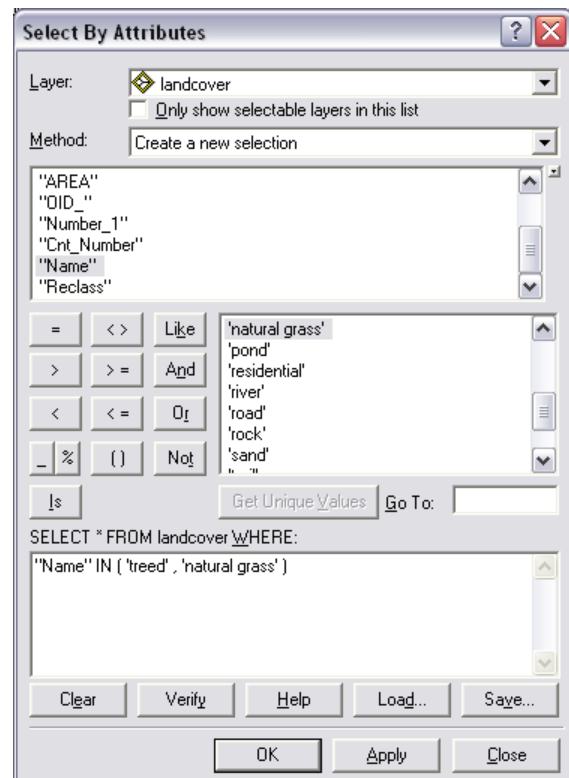 Select By Attributes
Layer: landcover
Only show selectable layers in this list
Method: Create a new selection
"AREA"
"OID_"
"Number_1"
"Cnt_Number"
"Name"
"Reclass"
= < > Like
> > = And
< < = Or
_ % ( ) Not
Is
'natural grass'
'pond'
'residential'
'river'
'road'
'rock'
'sand'
Get Unique Values Go To:
SELECT * FROM landcover WHERE:
"Name" IN ( 'treed' , 'natural grass' )
Clear Verify Help Load... Save...
OK Apply Close